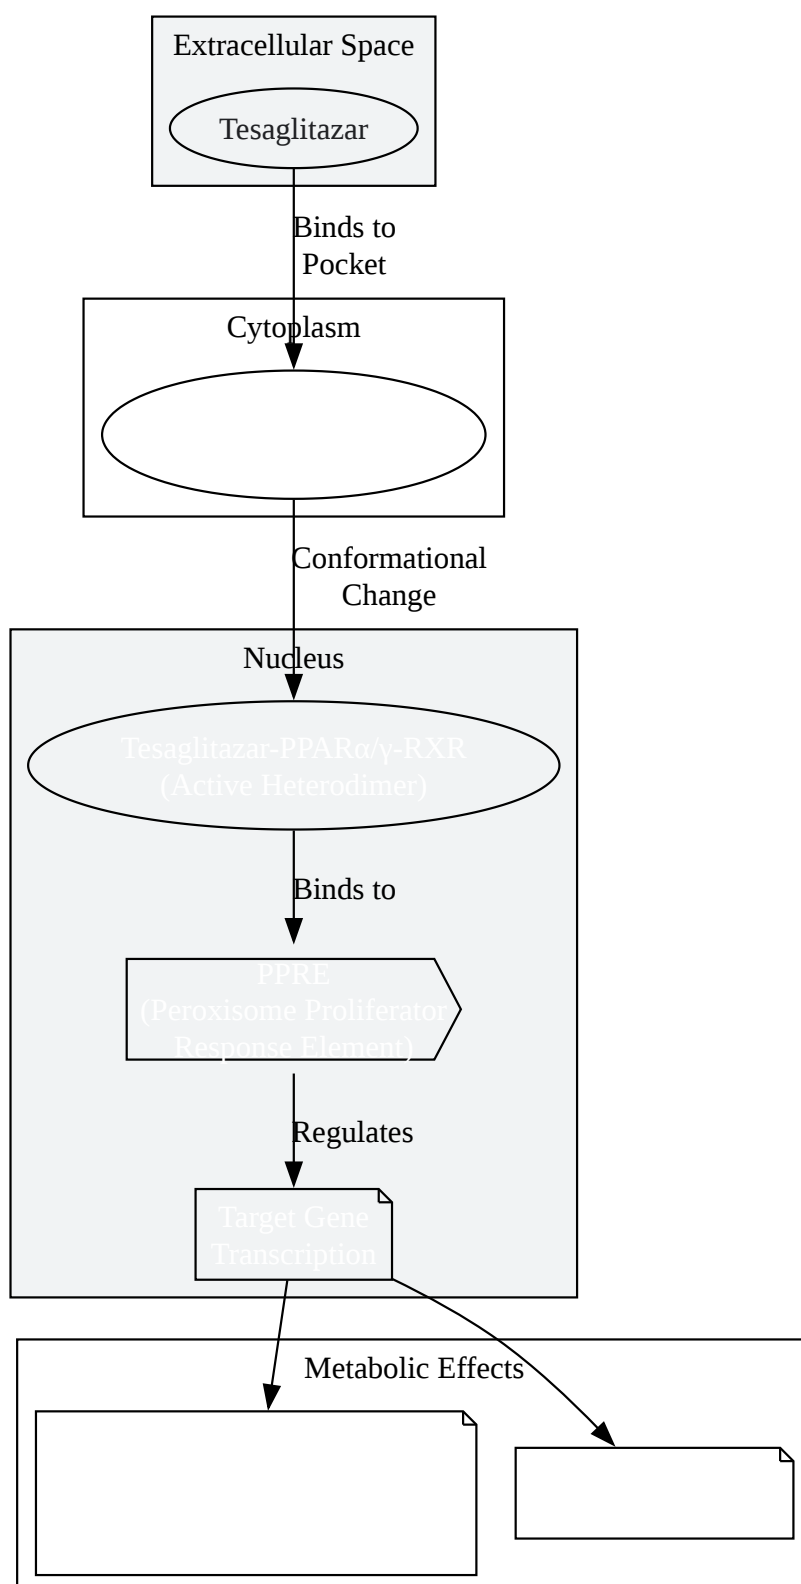 Extracellular Space
Tesaglitazar
Binds to
Pocket
Cytoplasm
Conformational
Change
Nucleus
Tesaglitazar-PPARα/γ-RXR
(Active Heterodimer)
Binds to
PPRE
(Peroxisome Proliferator
Response Element)
Regulates
Target Gene
Transcription
Metabolic Effects